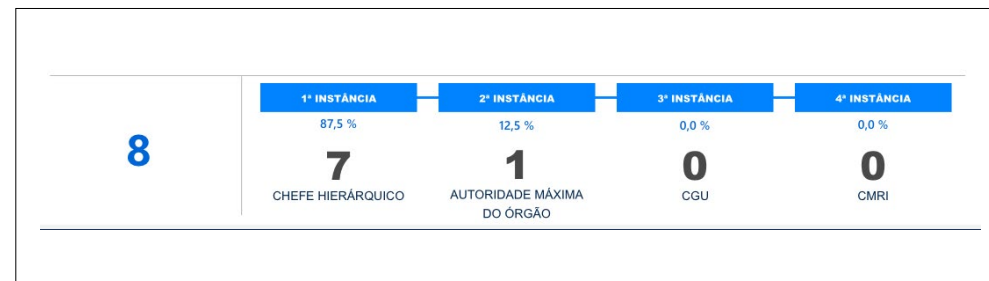 8
1ª INSTÂNCIA
87,5 %
7
CHEFE HIERÁRQUICO
2ª INSTÂNCIA
12,5 %
1
AUTORIDADE MÁXIMA
DO ÓRGÃO
3ª INSTÂNCIA
0,0 %
0
CGU
4ª INSTÂNCIA
0,0 %
0
CMRI